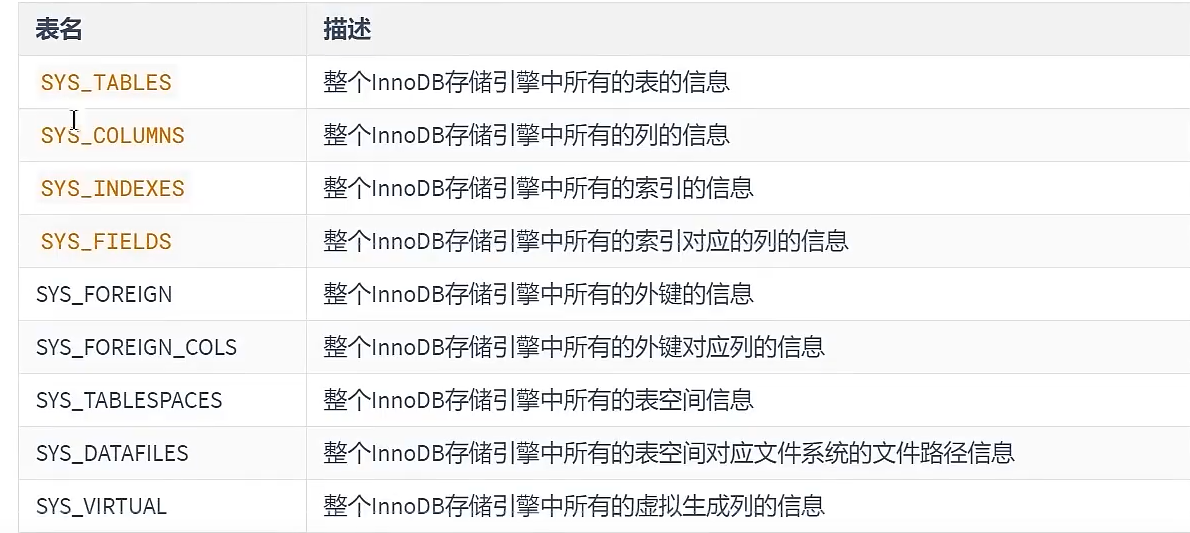 表名 描述
SYS_TABLES 整个InnoDB存储引擎中所有的表的信息
SYS_COLUMNS 整个InnoDB存储引擎中所有的列的信息
SYS_INDEXES 整个InnoDB存储引擎中所有的索引的信息
SYS_FIELDS 整个InnoDB存储引擎中所有的索引对应的列的信息
SYS_FOREIGN 整个InnoDB存储引擎中所有的外键的信息
SYS_FOREIGN_COLS 整个InnoDB存储引擎中所有的外键对应列的信息
SYS_TABLESPACES 整个InnoDB存储引擎中所有的表空间信息
SYS_DATAFILES 整个InnoDB存储引擎中所有的表空间对应文件系统的文件路径信息
SYS_VIRTUAL 整个InnoDB存储引擎中所有的虚拟生成列的信息